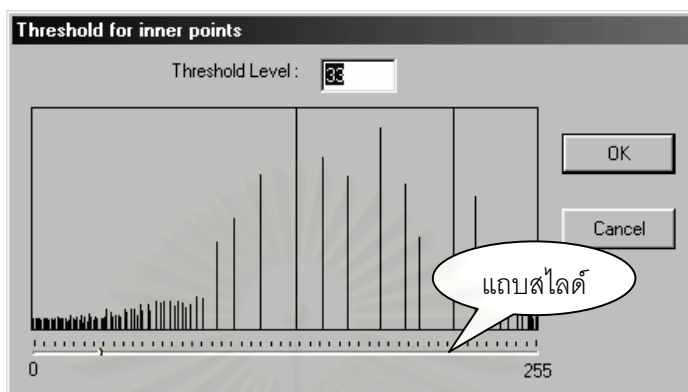 Threshold for inner points
Threshold Level : 33
OK
Cancel
แถบสไลด์
0 255